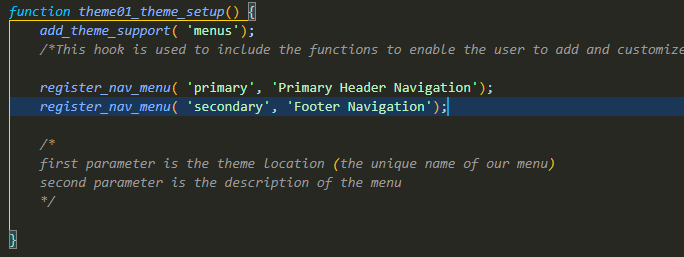 function theme01_theme_setup() {
add_theme_support( 'menus');
/*This hook is used to include the functions to enable the user to add and customize
register_nav_menu( 'primary', 'Primary Header Navigation');
register_nav_menu( 'secondary', 'Footer Navigation');
/*
first parameter is the theme location (the unique name of our menu)
second parameter is the description of the menu
*/
}